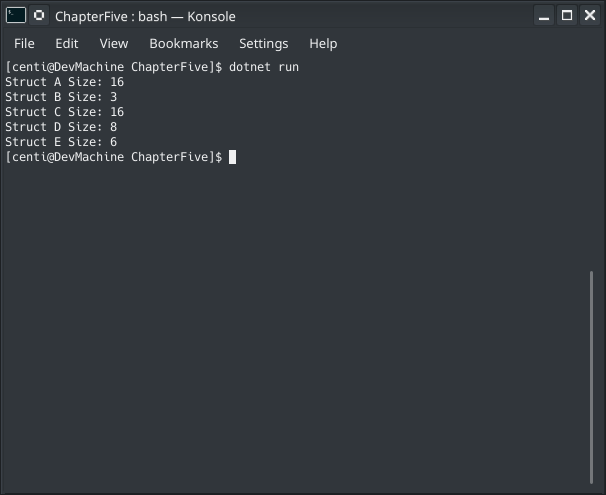 ChapterFive : bash — Konsole
File Edit View Bookmarks Settings Help
[centi@DevMachine ChapterFive]$ dotnet run
Struct A Size: 16
Struct B Size: 3
Struct C Size: 16
Struct D Size: 8
Struct E Size: 6
[centi@DevMachine ChapterFive]$